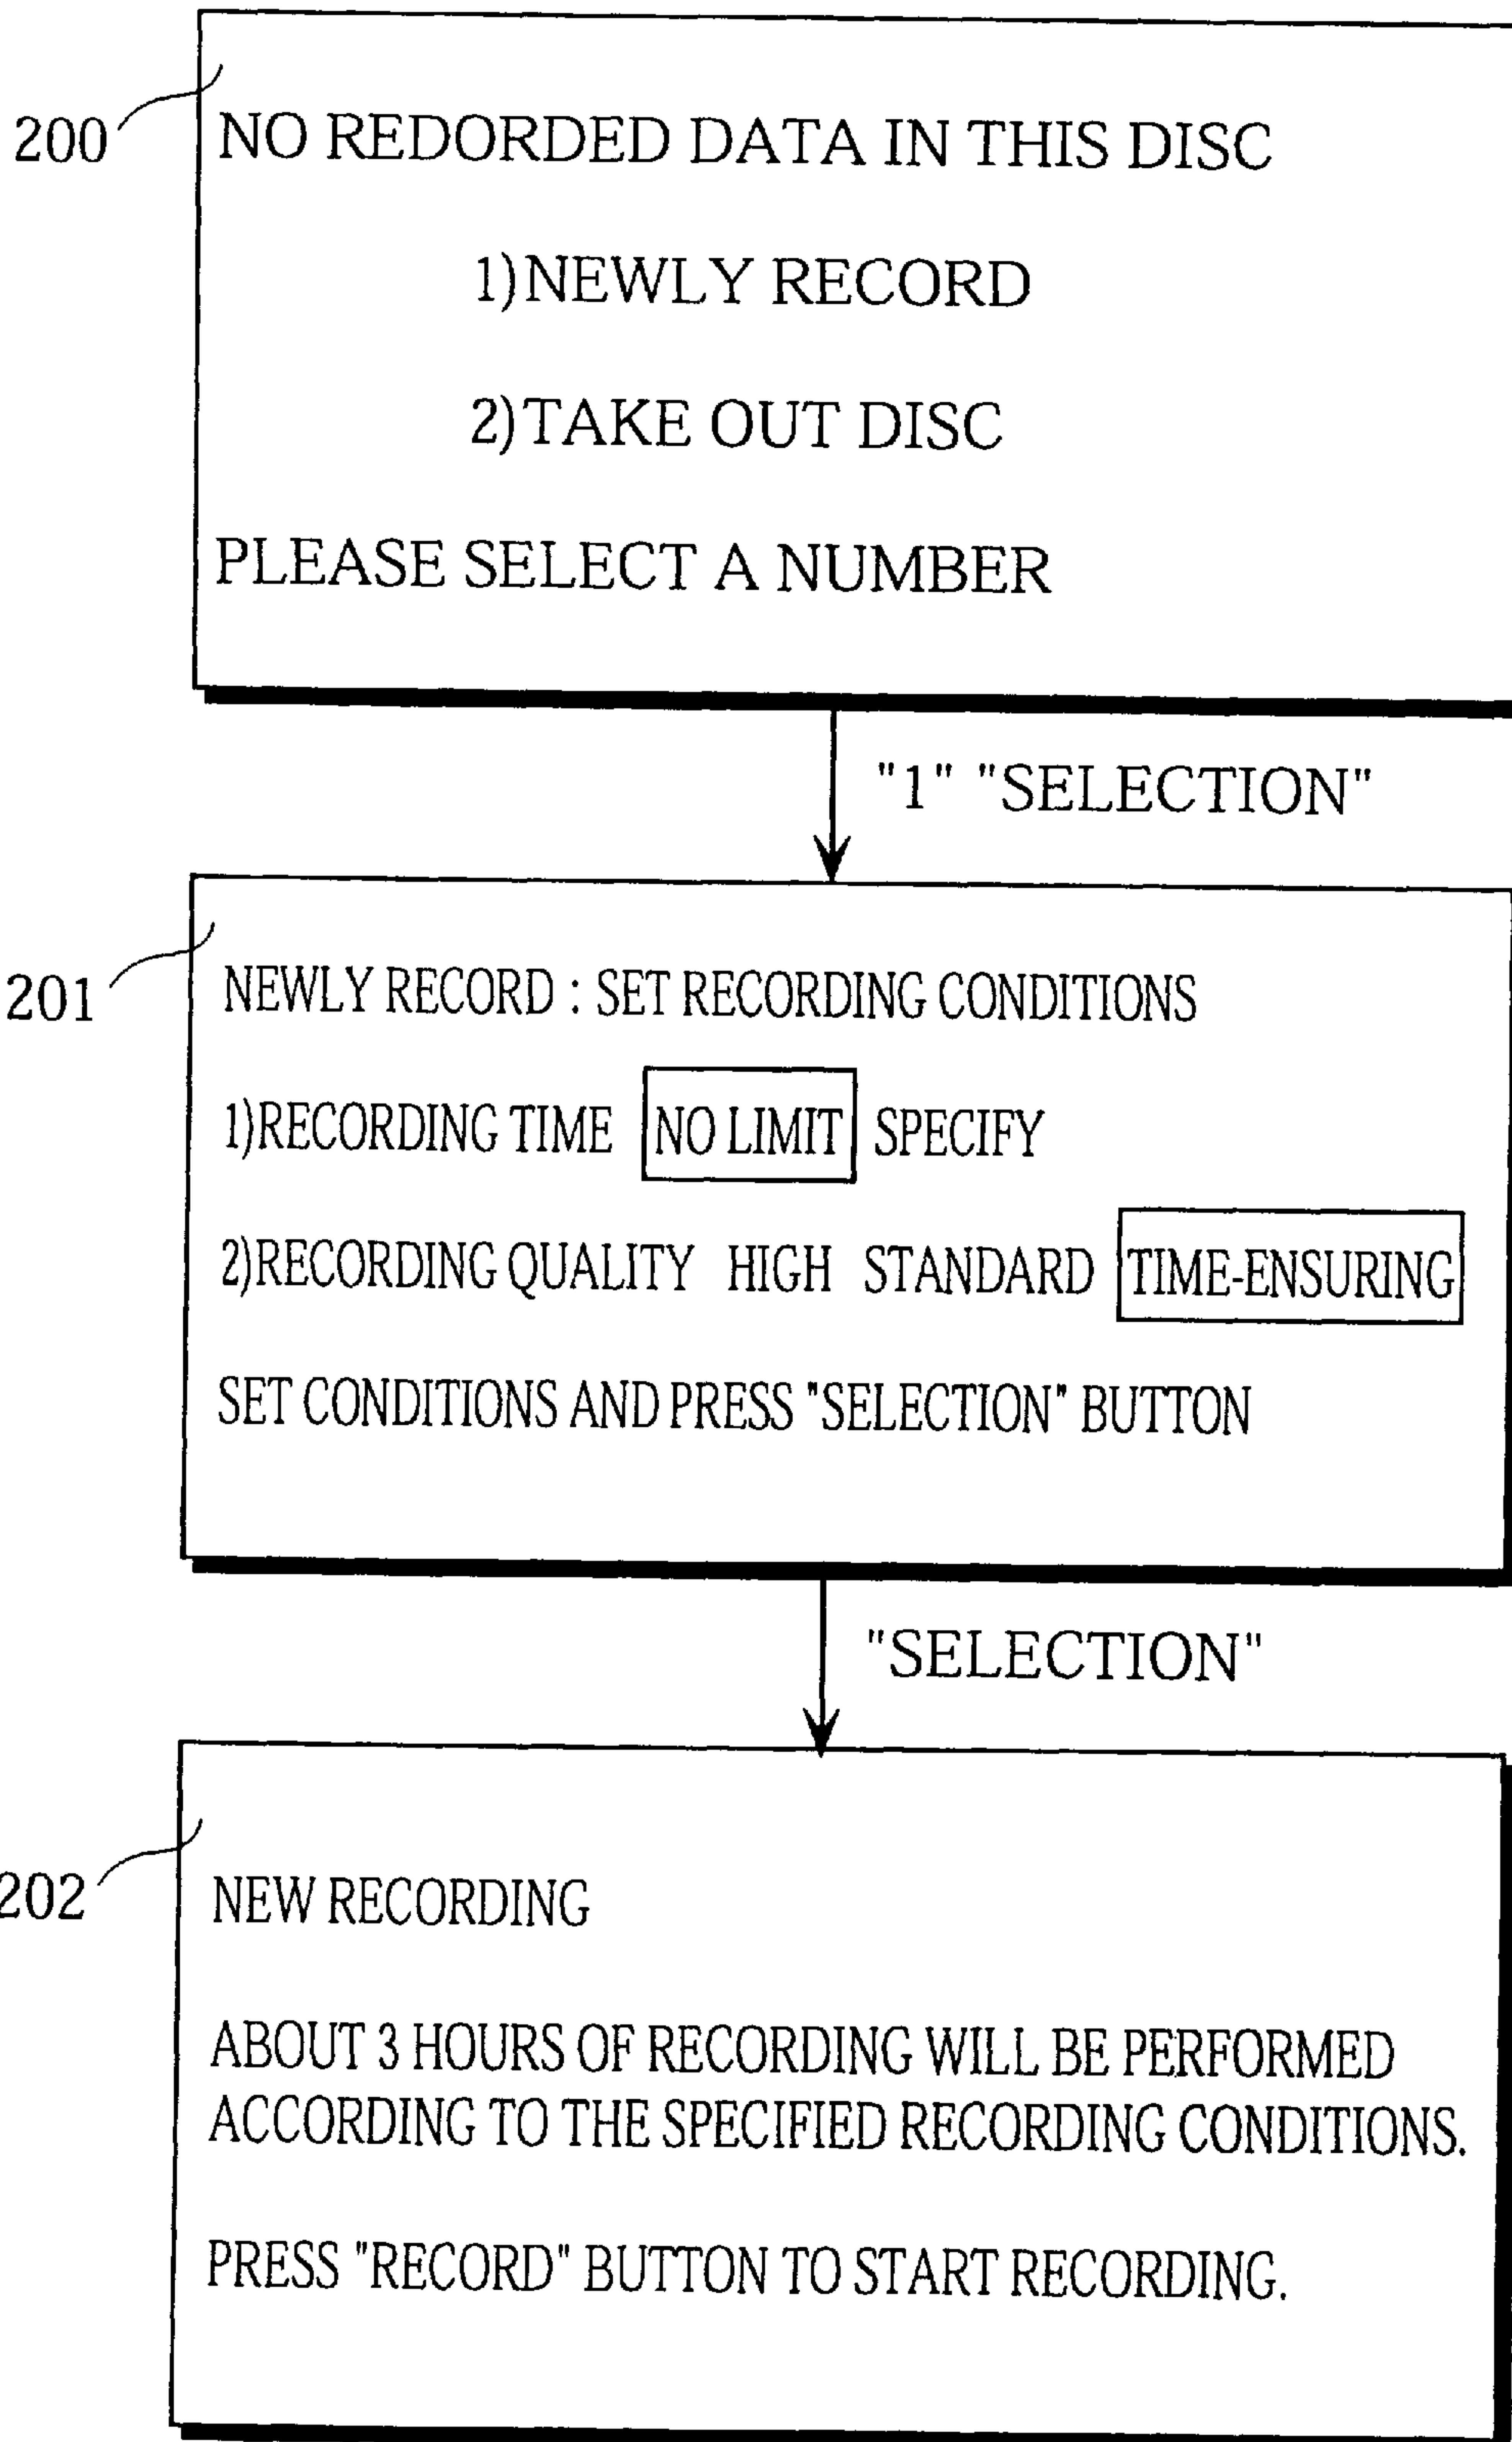 200
NO REDORDED DATA IN THIS DISC
1)NEWLY RECORD
2)TAKE OUT DISC
PLEASE SELECT A NUMBER
"1" "SELECTION"
201
NEWLY RECORD : SET RECORDING CONDITIONS
1)RECORDING TIME NO LIMIT SPECIFY
2)RECORDING QUALITY HIGH STANDARD TIME-ENSURING
SET CONDITIONS AND PRESS "SELECTION" BUTTON
"SELECTION"
202
NEW RECORDING
ABOUT 3 HOURS OF RECORDING WILL BE PERFORMED
ACCORDING TO THE SPECIFIED RECORDING CONDITIONS.
PRESS "RECORD" BUTTON TO START RECORDING.